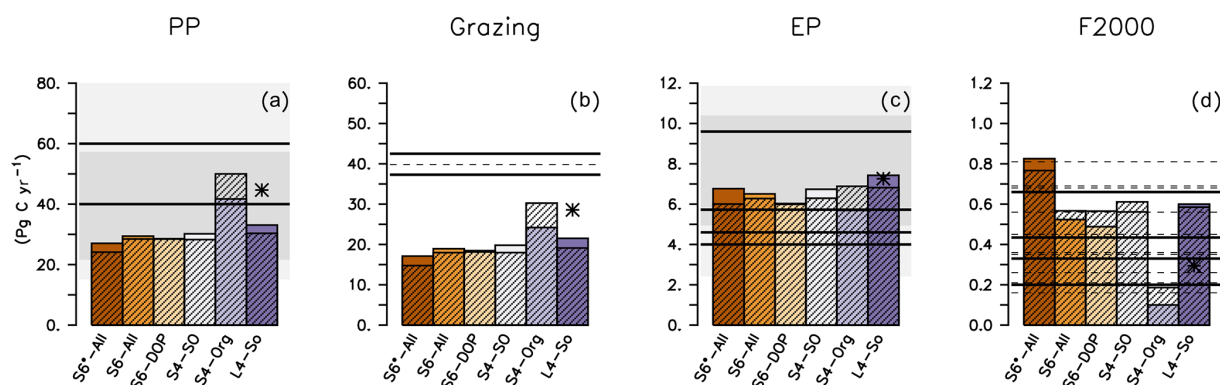 PP Grazing EP F2000
(a) (b) (c) (d)
(Pg C yr⁻¹)
80. 60. 12. 1.2
50. 10. 1.0
60. 40. 8. 0.8
40. 30. 6. 0.6
20. 4. 0.4
20. 10. 2. 0.2
0. 0. 0. 0.0
S6*-All S6-All S6-DOP S4-SO S4-Org L4-So
S6*-All S6-All S6-DOP S4-SO S4-Org L4-So
S6*-All S6-All S6-DOP S4-SO S4-Org L4-So
S6*-All S6-All S6-DOP S4-SO S4-Org L4-So